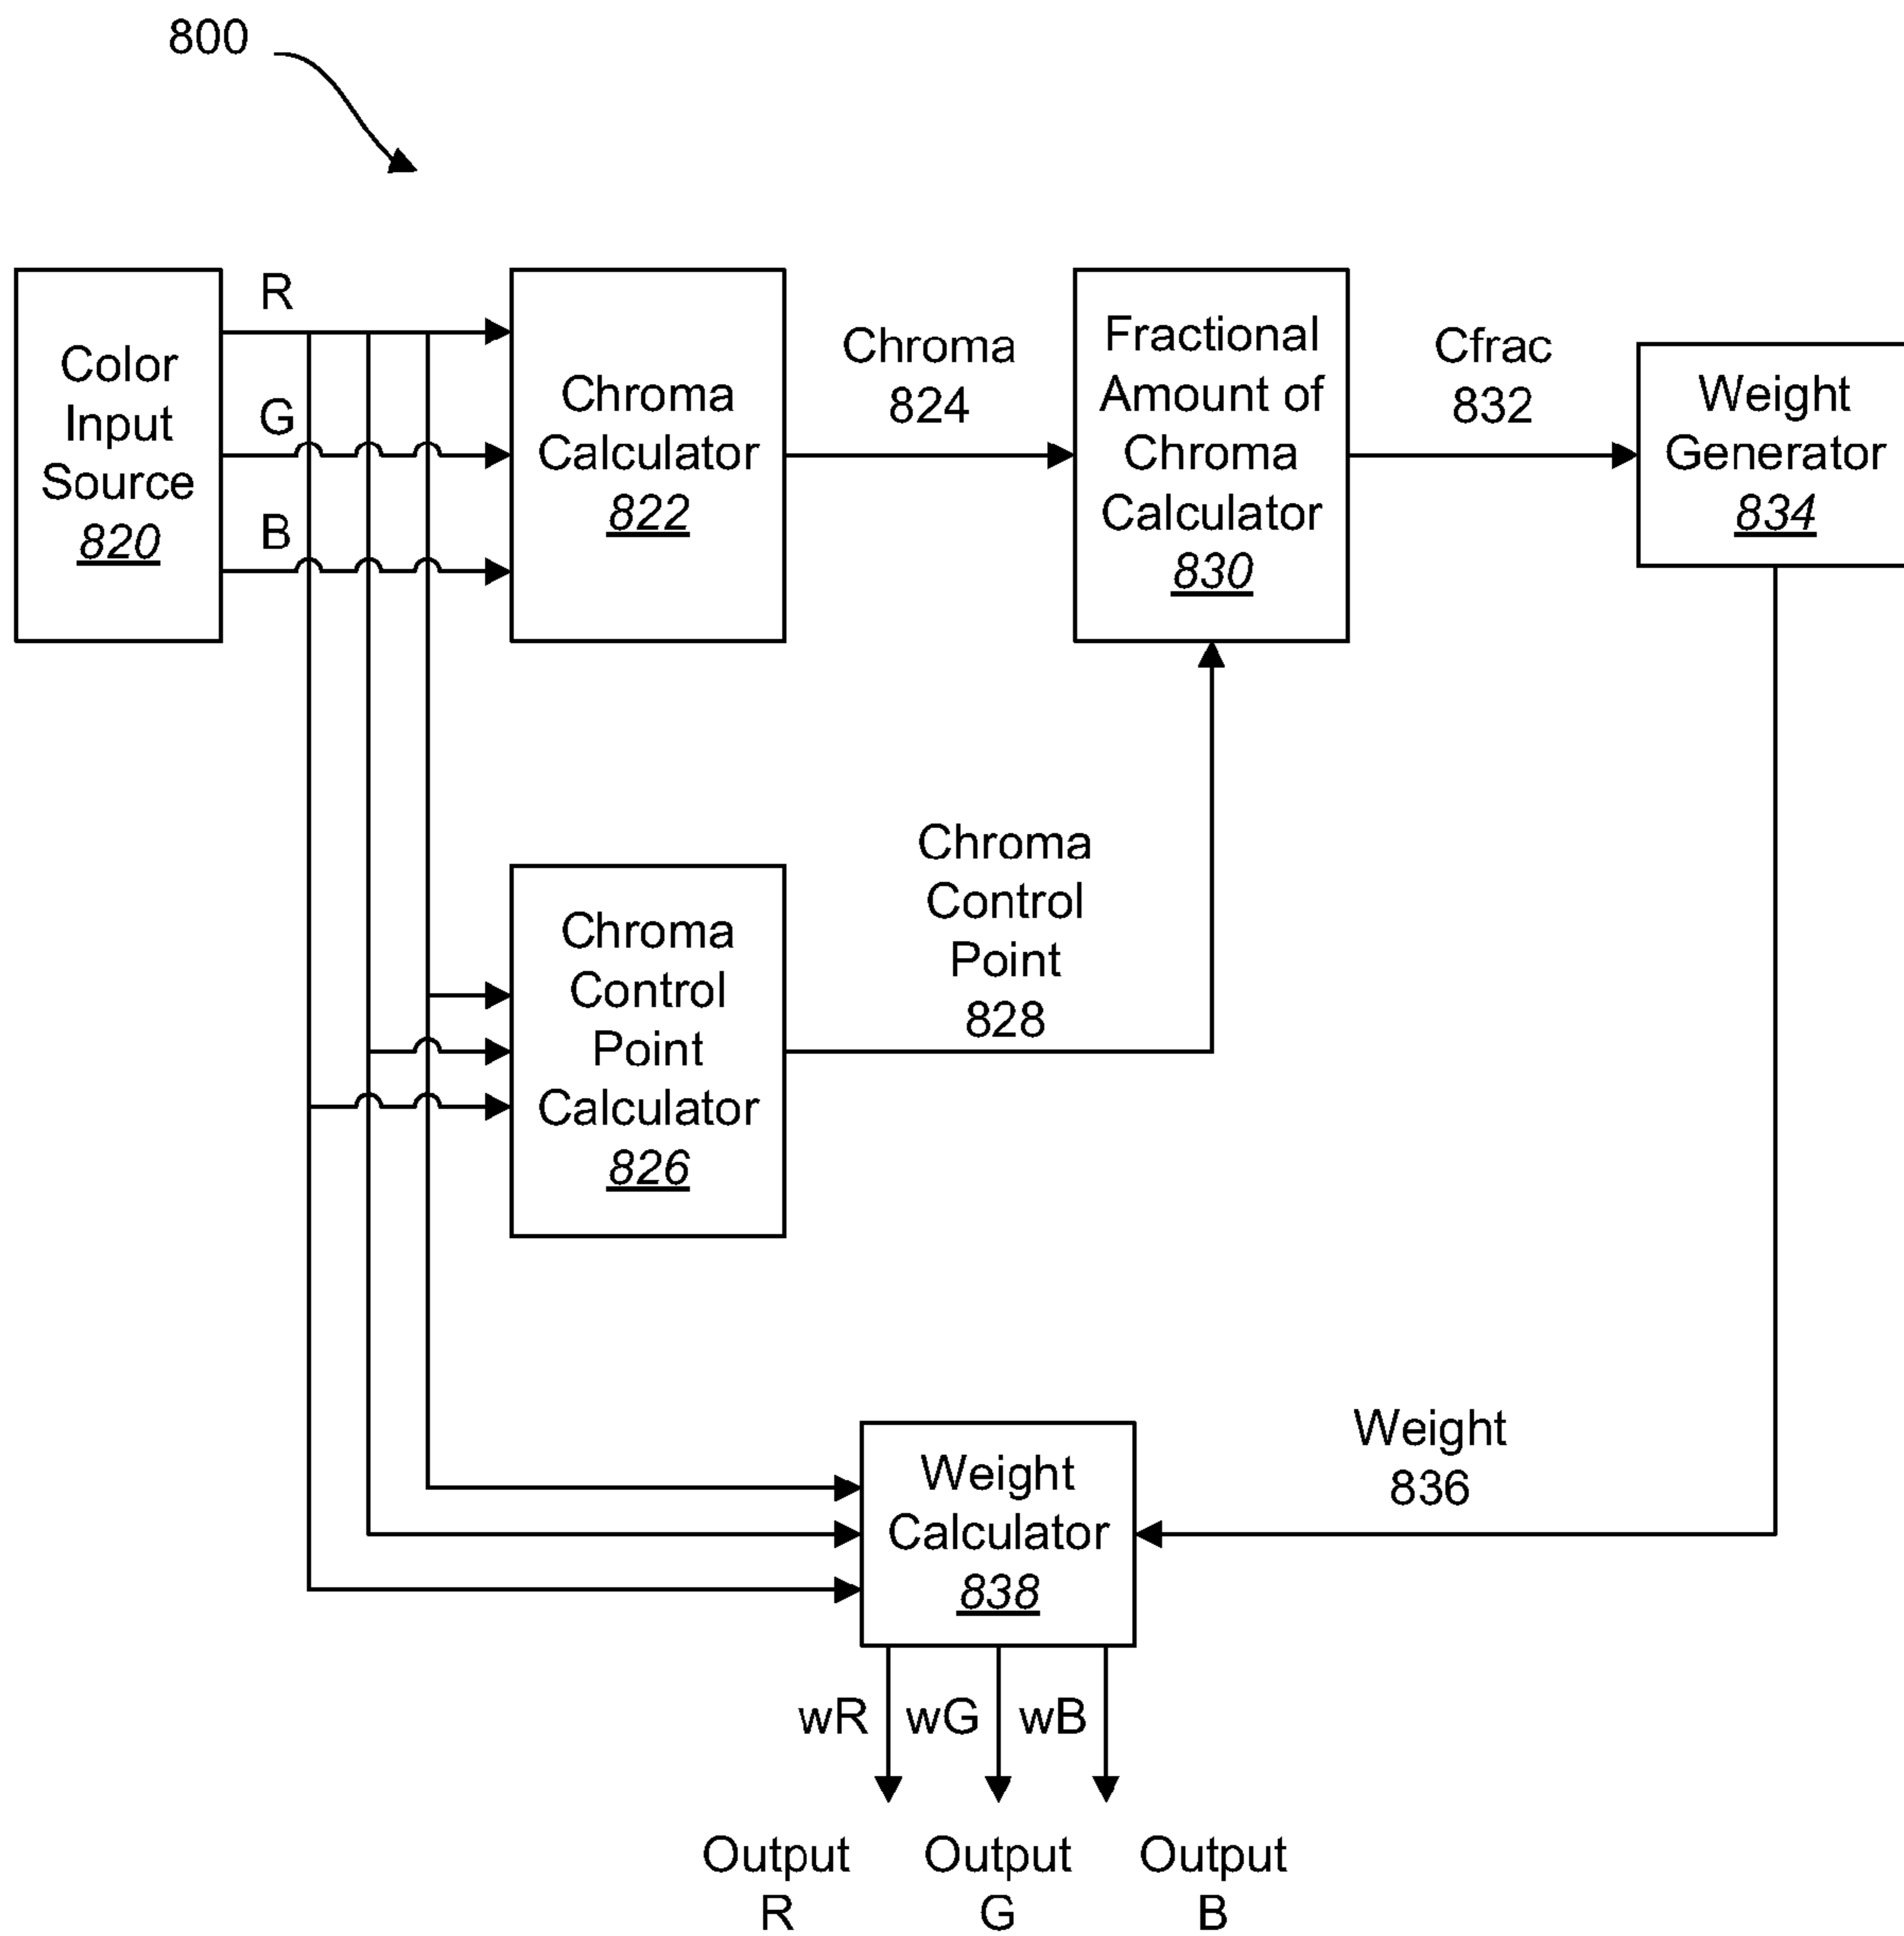 800
Color
Input
Source
820
R
G
B
Chroma
Calculator
822
Chroma
824
Fractional
Amount of
Chroma
Calculator
830
Cfrac
832
Weight
Generator
834
Chroma
Control
Point
Calculator
826
Chroma
Control
Point
828
Weight
Calculator
838
Weight
836
wR wG wB
Output Output Output
R G B